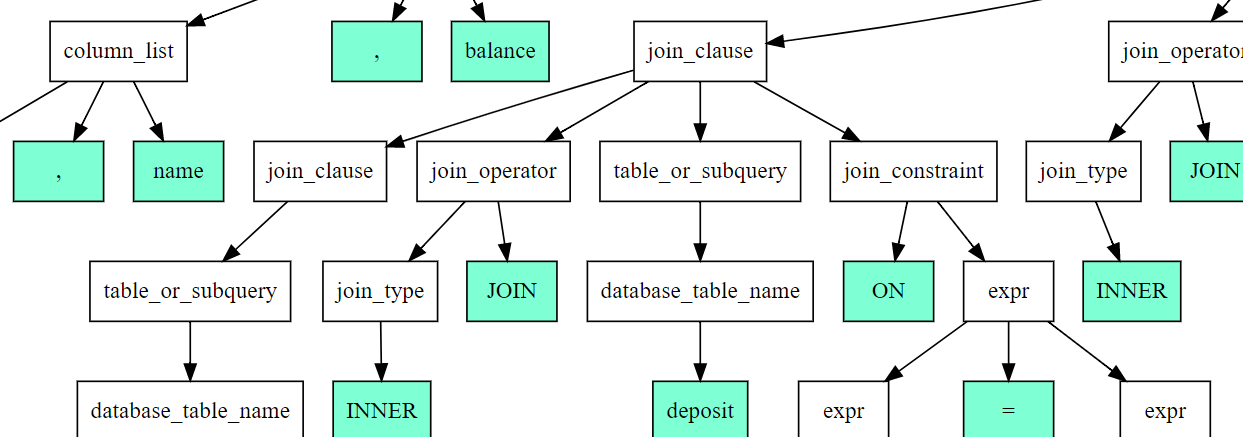 column_list
,
balance
join_clause
join_operator
,
name
join_clause
join_operator
table_or_subquery
join_constraint
join_type
JOIN
table_or_subquery
join_type
JOIN
database_table_name
ON
expr
INNER
database_table_name
INNER
deposit
expr
=
expr